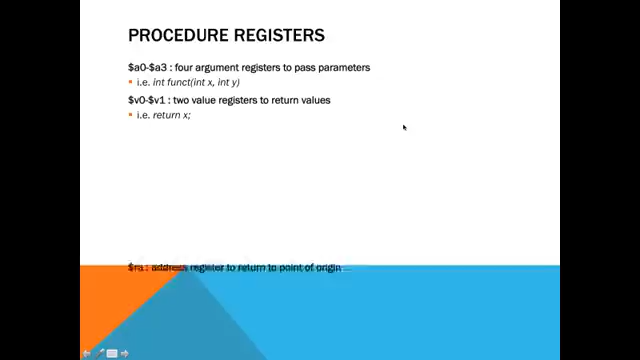 PROCEDURE REGISTERS
$a0-$a3 : four argument registers to pass parameters
i.e. int funct(int x, int y)
$v0-$v1 : two value registers to return values
i.e. return x;
$ra : address register to return to point of origin